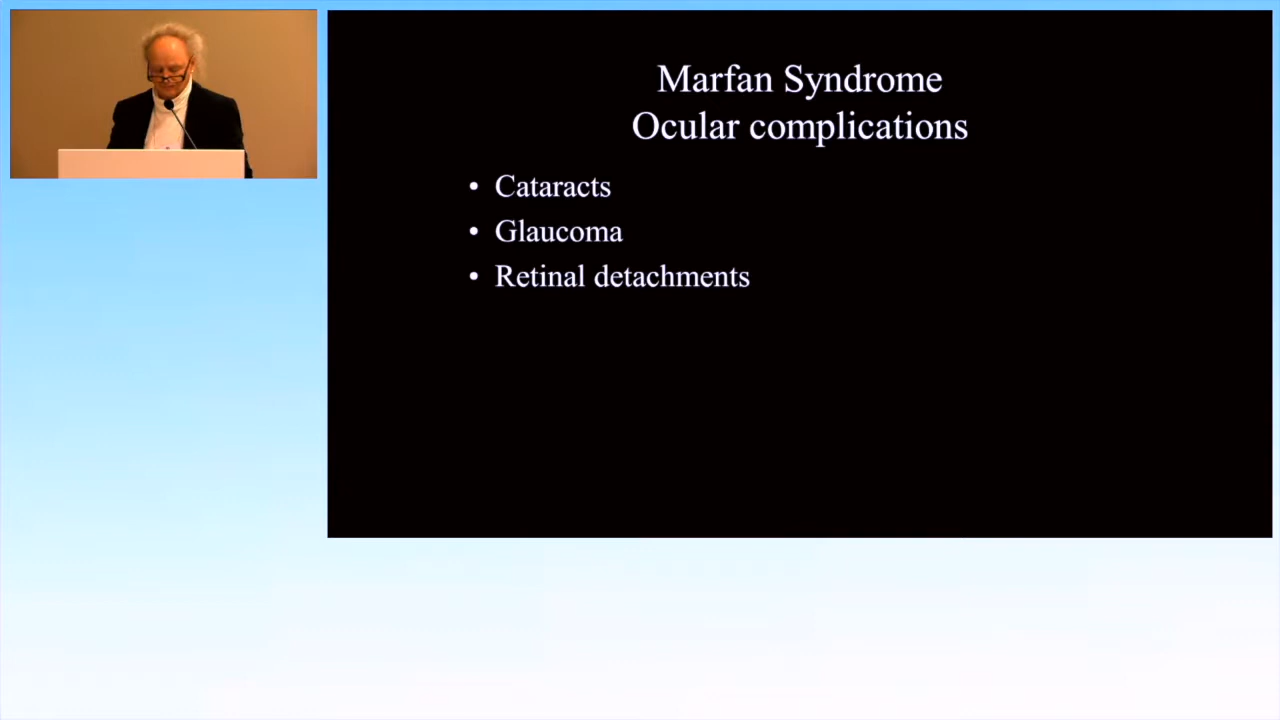 Marfan Syndrome
Ocular complications
• Cataracts
• Glaucoma
• Retinal detachments